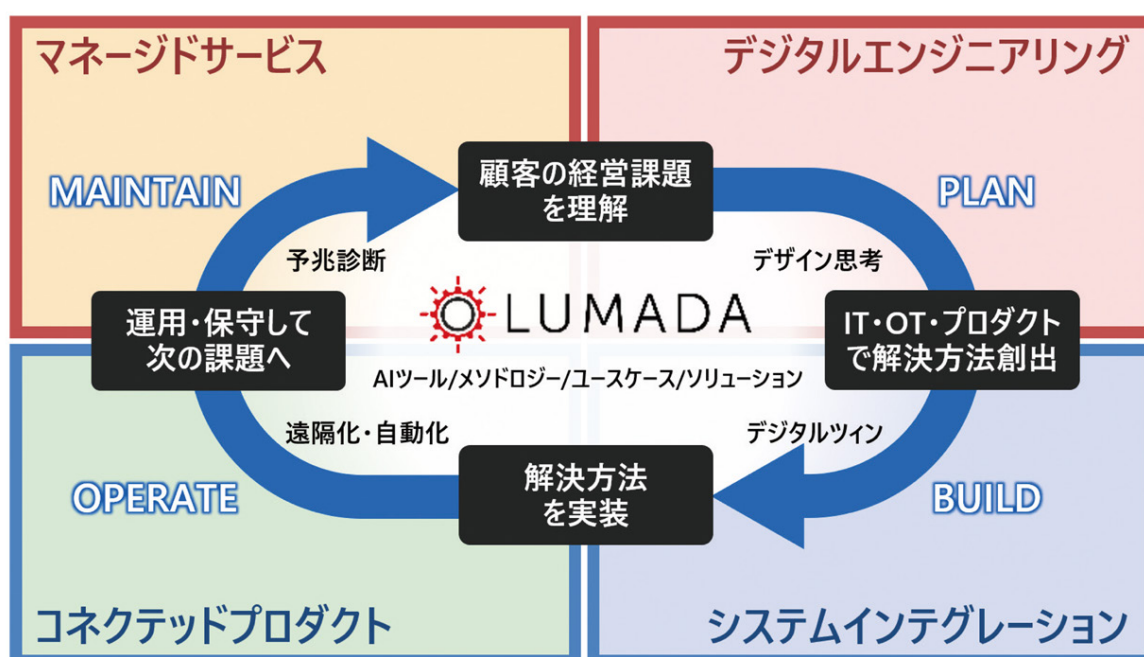 マネージドサービス
デジタルエンジニアリング
MAINTAIN
顧客の経営課題
を理解
PLAN
予兆診断
デザイン思考
運用・保守して
次の課題へ
LUMADA
IT・OT・プロダクト
で解決方法創出
AIツール/メソドロジー/ユースケース/ソリューション
遠隔化・自動化
デジタルツィン
OPERATE
解決方法
を実装
BUILD
コネクテッドプロダクト
システムインテグレーション